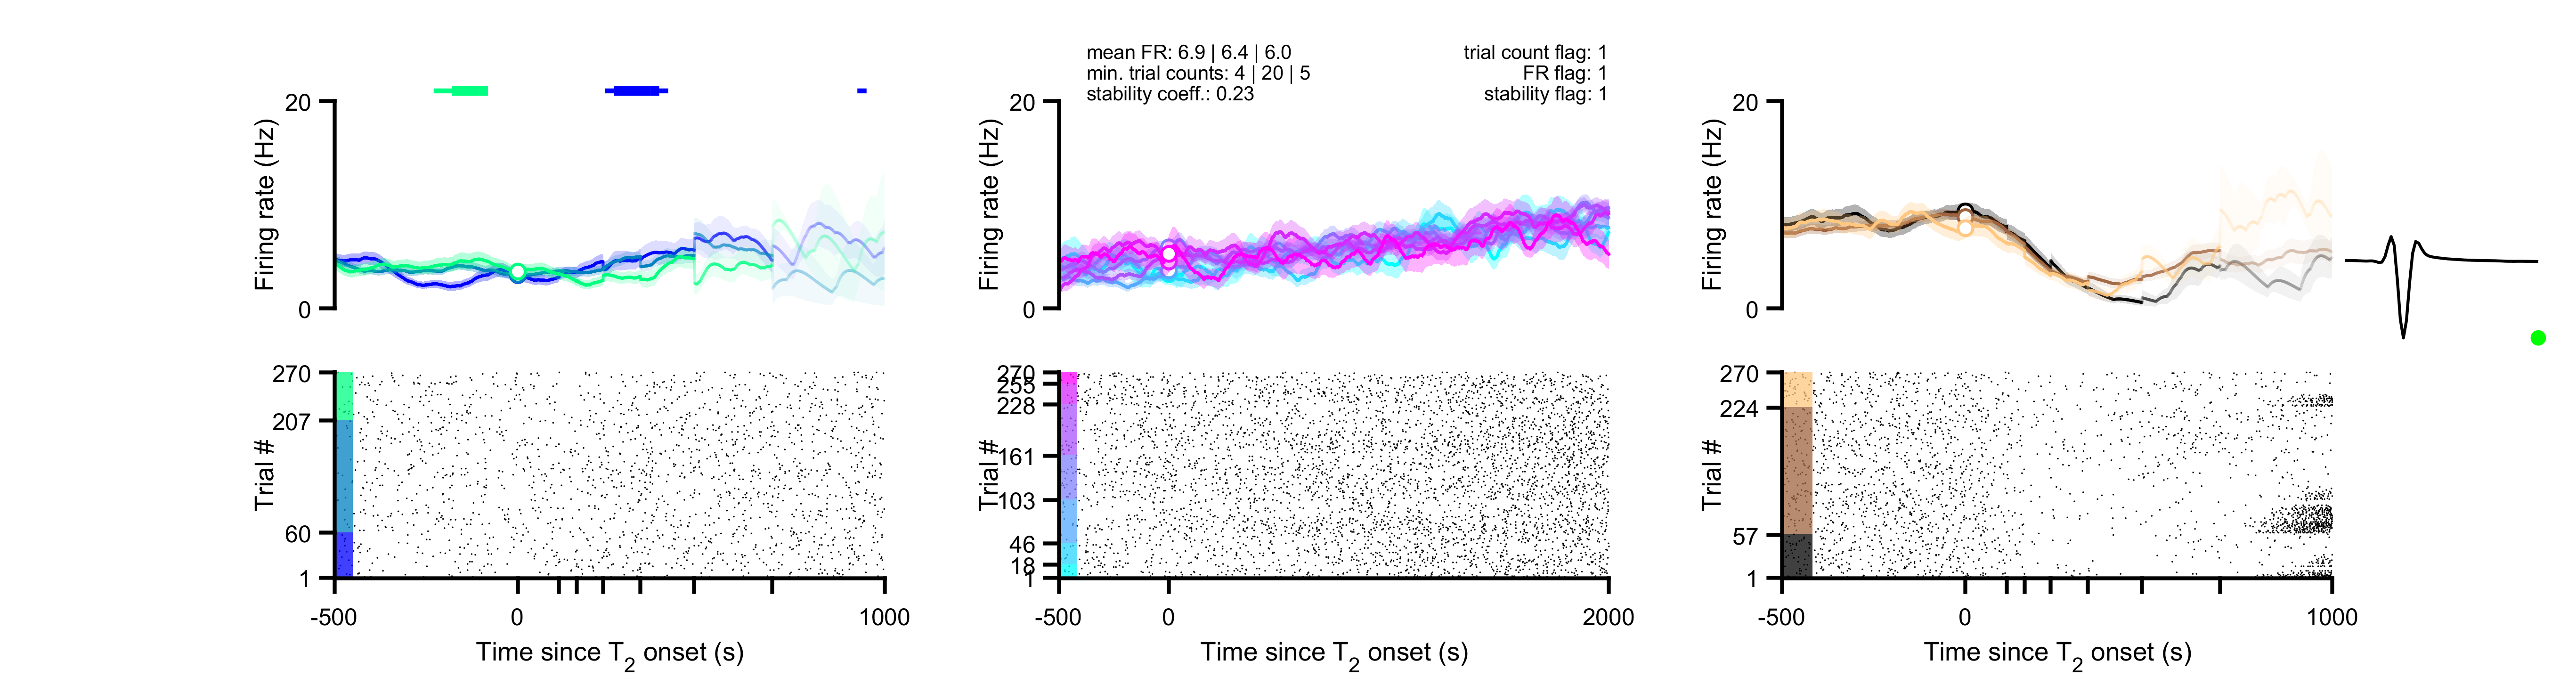 mean FR: 6.9 | 6.4 | 6.0
min. trial counts: 4 | 20 | 5
stability coeff.: 0.23
trial count flag: 1
FR flag: 1
stability flag: 1
20
0
Firing rate (Hz)
270
207
60
1
Trial #
-500
0
1000
Time since T2 onset (s)
20
0
Firing rate (Hz)
270
255
228
161
103
46
18
1
Trial #
-500
0
2000
Time since T2 onset (s)
20
0
Firing rate (Hz)
270
224
57
1
Trial #
-500
0
1000
Time since T2 onset (s)